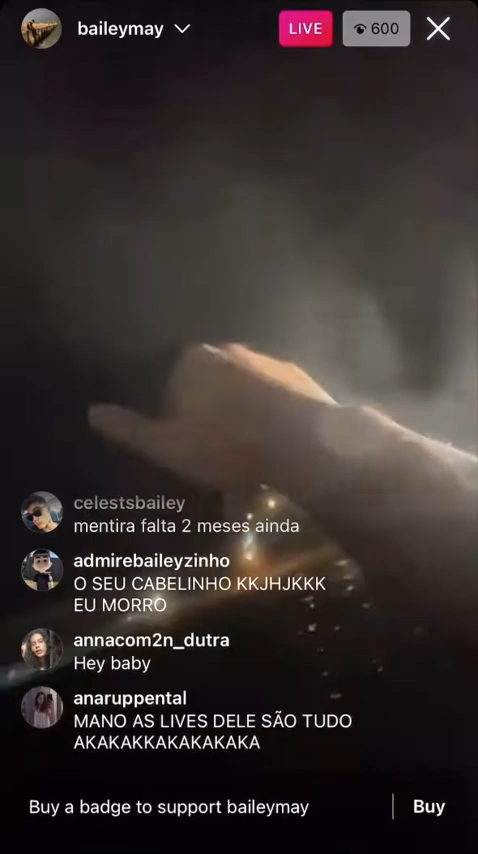 baileymay
LIVE
600
celestsbailey
mentira falta 2 meses ainda
admirebaileyzinho
O SEU CABELINHO KKJHJKKK
EU MORRO
annacom2n_dutra
Hey baby
anaruppental
MANO AS LIVES DELE SÃO TUDO
AKAKAKKAKAKAKAKA
Buy a badge to support baileymay
Buy